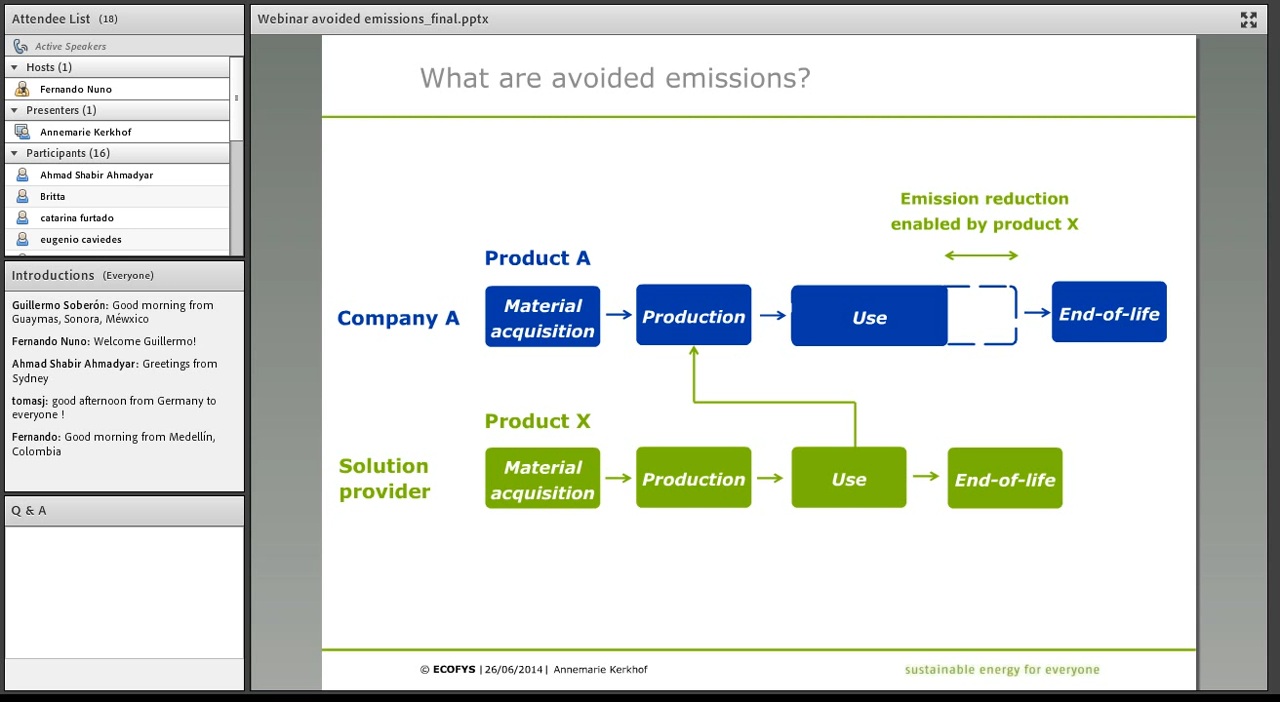 Attendee List (18)
Active Speakers
Hosts (1)
Fernando Nuno
Presenters (1)
Annemarie Kerkhof
Participants (16)
Ahmad Shabir Ahmadyar
Britta
catarina furtado
eugenio caviedes
Introductions (Everyone)
Guillermo Soberón: Good morning from
Guaymas, Sonora, Méwxico
Fernando Nuno: Welcome Guillermo!
Ahmad Shabir Ahmadyar: Greetings from
Sydney
tomasj: good afternoon from Germany to
everyone !
Fernando: Good morning from Medellín,
Colombia
Q & A
Webinar avoided emissions_final.pptx
What are avoided emissions?
Emission reduction
enabled by product X
Product A
Company A
Material
acquisition
Production
Use
End-of-life
Product X
Solution
provider
Material
acquisition
Production
Use
End-of-life
© ECOFYS | 26/06/2014 | Annemarie Kerkhof
sustainable energy for everyone